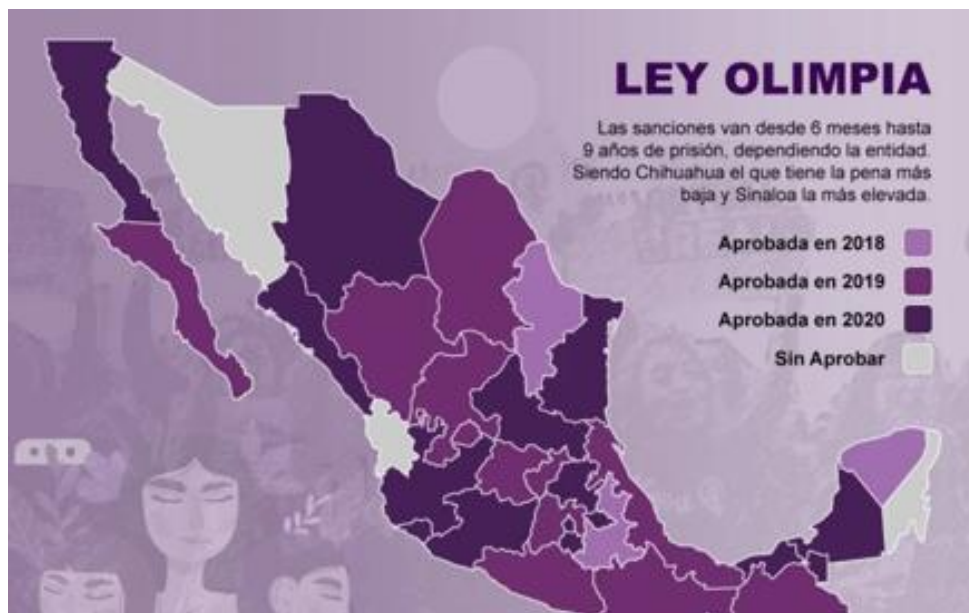 LEY OLIMPIA
Las sanciones van desde 6 meses hasta
9 años de prisión, dependiendo la entidad.
Siendo Chihuahua el que tiene la pena más
baja y Sinaloa la más elevada.
Aprobada en 2018
Aprobada en 2019
Aprobada en 2020
Sin Aprobar